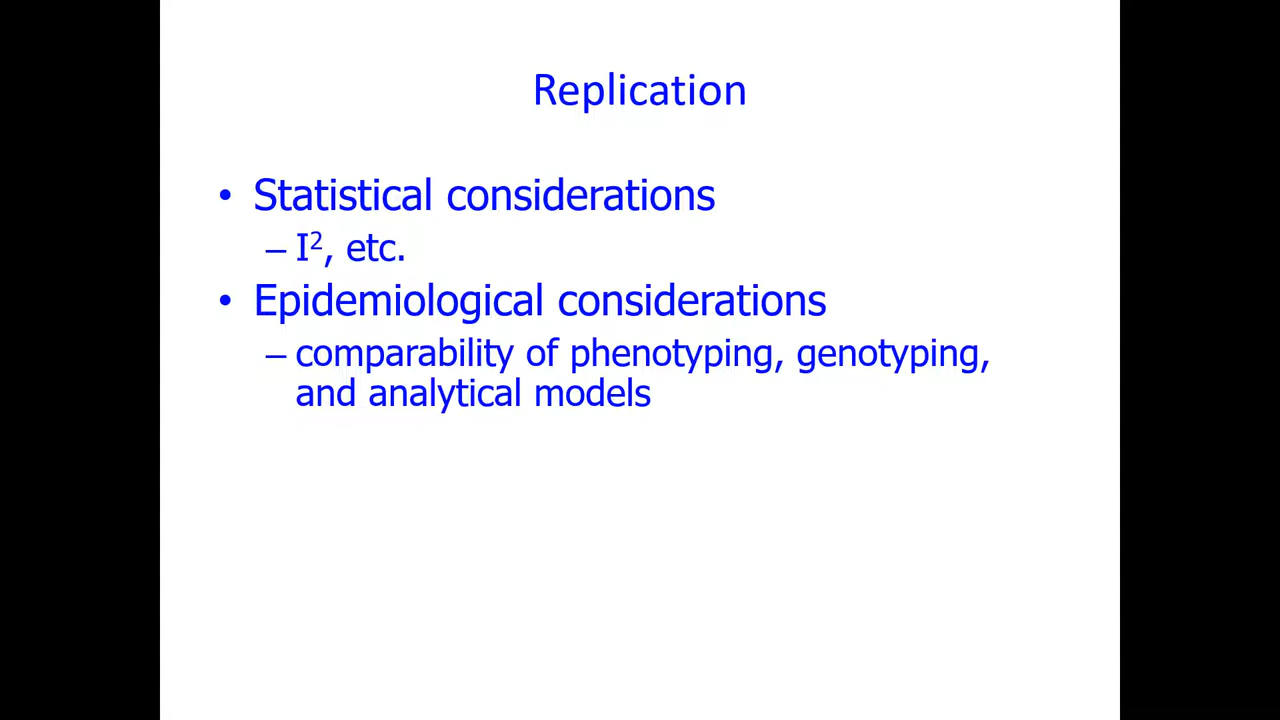 Replication
• Statistical considerations
– I², etc.
• Epidemiological considerations
– comparability of phenotyping, genotyping,
and analytical models